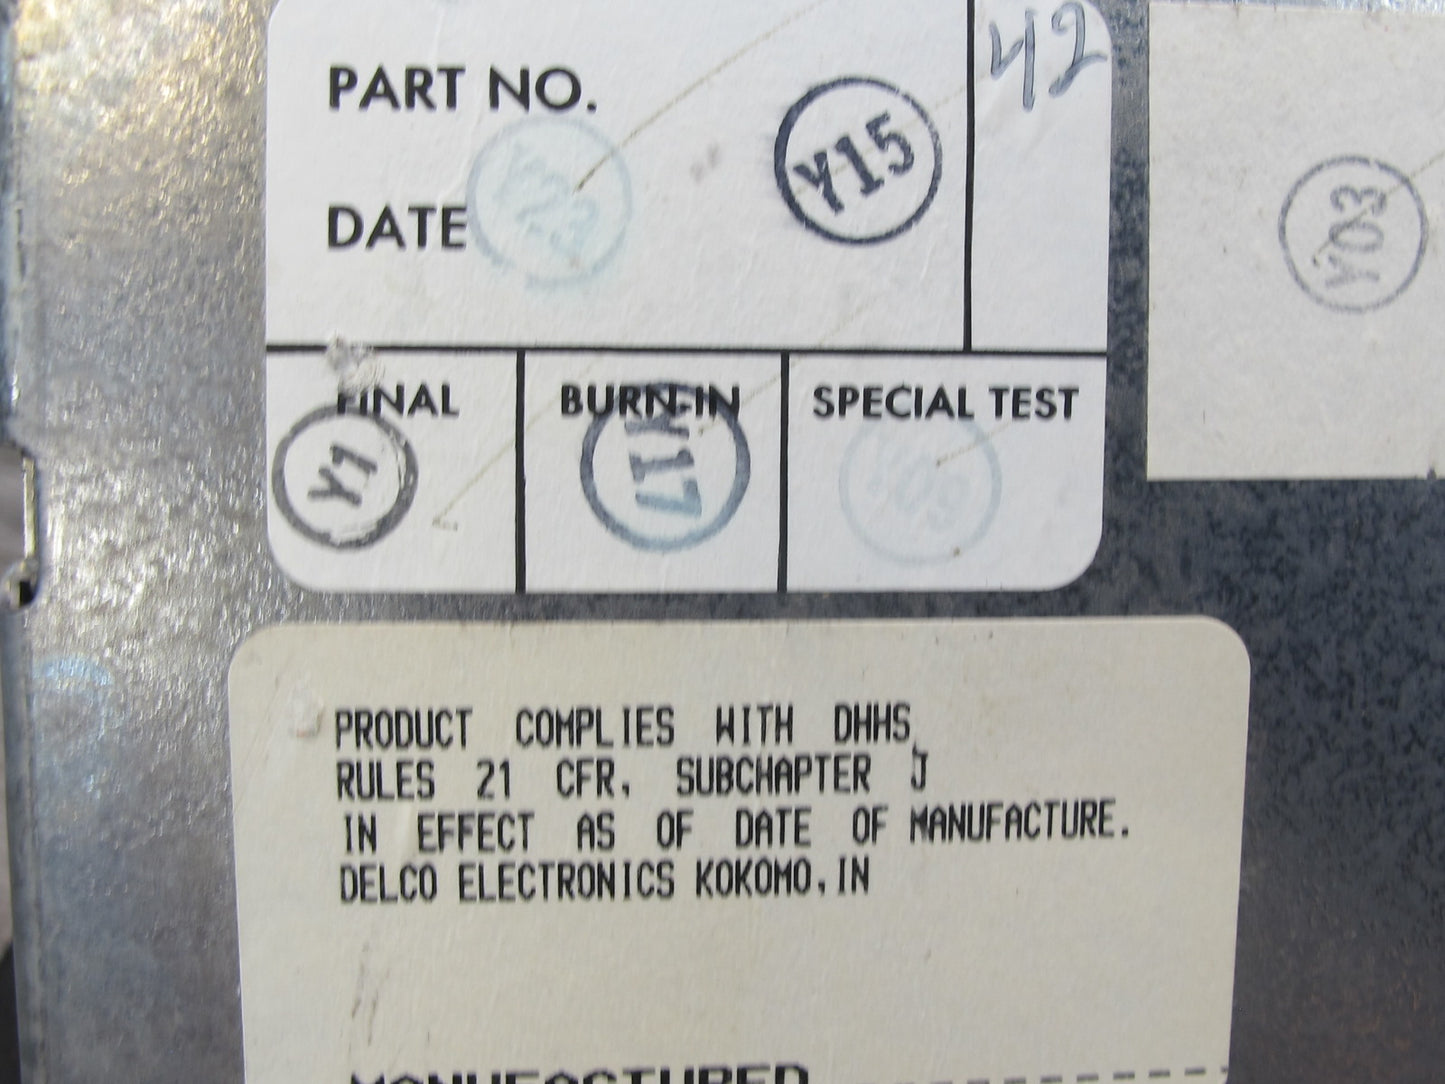 42
PART NO.
Y15
Y03
DATE
FINAL
BURN-IN
SPECIAL TEST
Y1
PRODUCT COMPLIES WITH DHHS
RULES 21 CFR, SUBCHAPTER J
IN EFFECT AS OF DATE OF MANUFACTURE.
DELCO ELECTRONICS KOKOMO, IN
MANUFACTURED